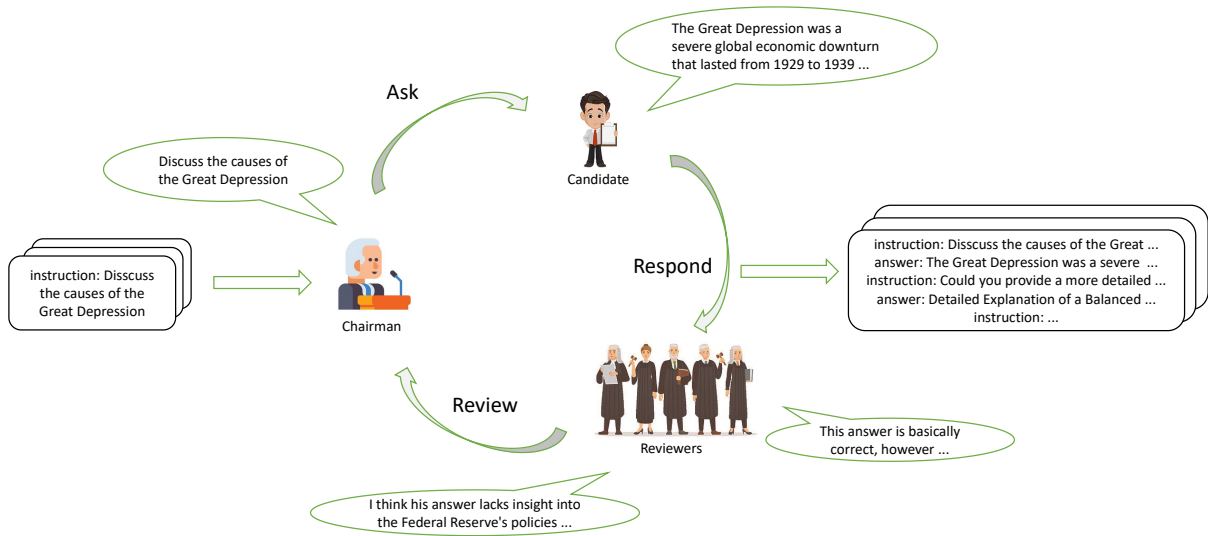 The Great Depression was a
severe global economic downturn
that lasted from 1929 to 1939 ...
Ask
Candidate
Discuss the causes of
the Great Depression
instruction: Disscuss
the causes of the
Great Depression
Chairman
Respond
instruction: Disscuss the causes of the Great ...
answer: The Great Depression was a severe ...
instruction: Could you provide a more detailed ...
answer: Detailed Explanation of a Balanced ...
instruction: ...
Review
Reviewers
This answer is basically
correct, however ...
I think his answer lacks insight into
the Federal Reserve's policies ...